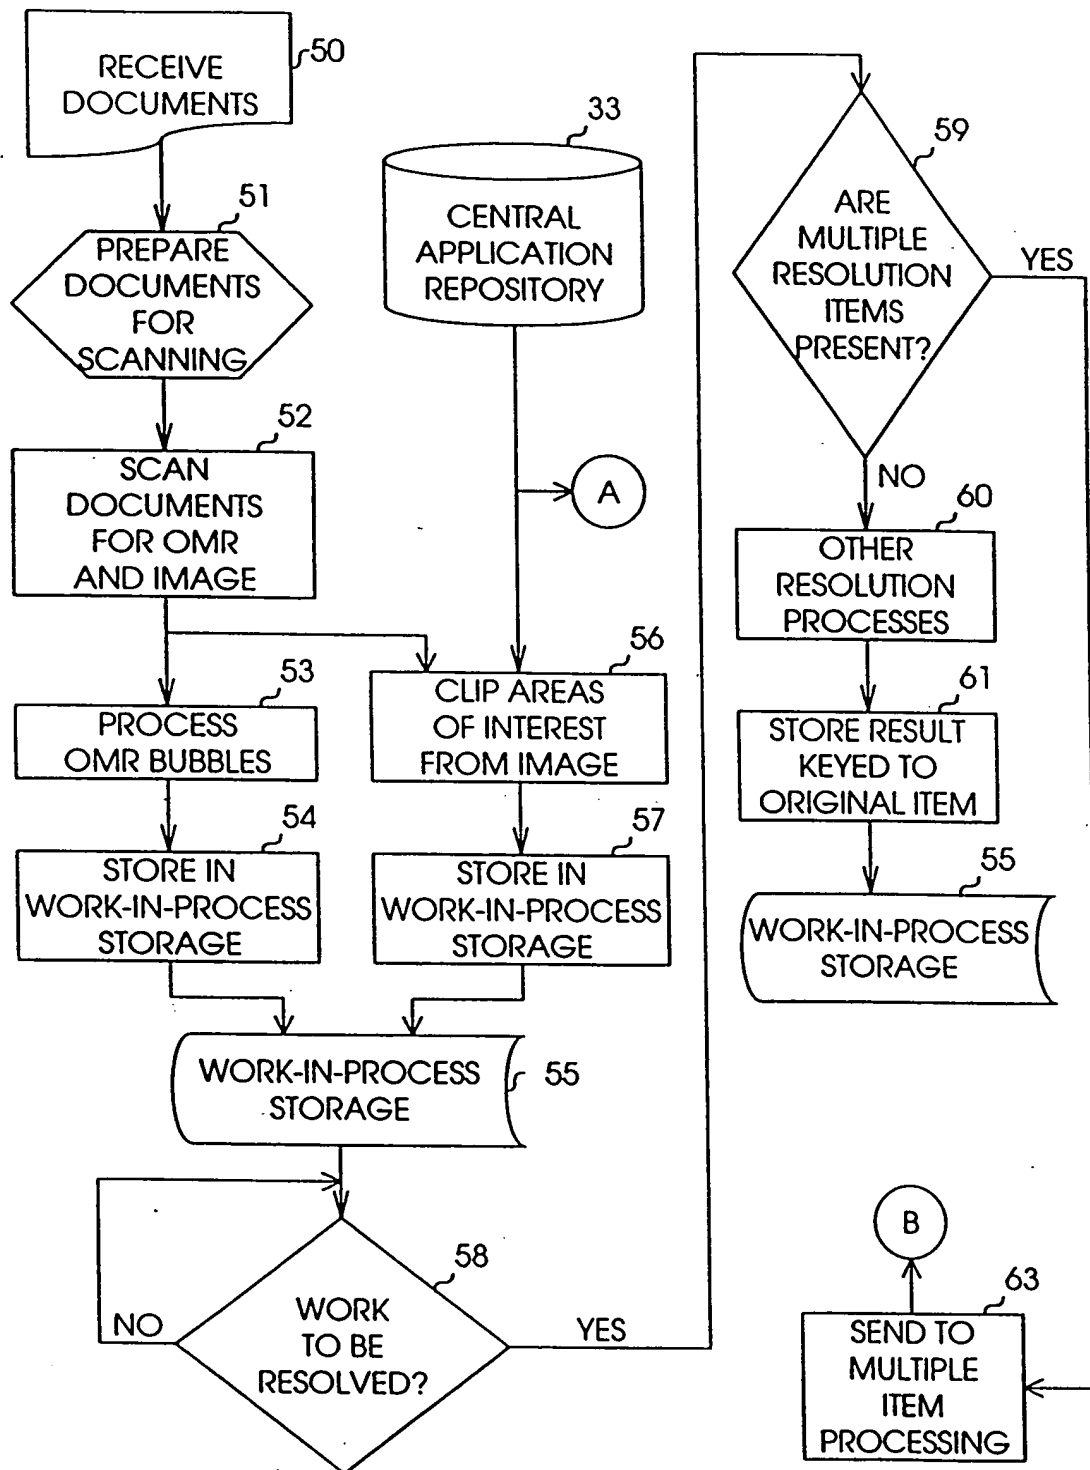 RECEIVE
DOCUMENTS
50
51
PREPARE
DOCUMENTS
FOR
SCANNING
52
SCAN
DOCUMENTS
FOR OMR
AND IMAGE
53
PROCESS
OMR BUBBLES
54
STORE IN
WORK-IN-PROCESS
STORAGE
33
CENTRAL
APPLICATION
REPOSITORY
A
56
CLIP AREAS
OF INTEREST
FROM IMAGE
57
STORE IN
WORK-IN-PROCESS
STORAGE
WORK-IN-PROCESS
STORAGE
55
58
WORK
TO BE
RESOLVED?
NO
YES
59
ARE
MULTIPLE
RESOLUTION
ITEMS
PRESENT?
YES
NO
60
OTHER
RESOLUTION
PROCESSES
61
STORE RESULT
KEYED TO
ORIGINAL ITEM
55
WORK-IN-PROCESS
STORAGE
B
63
SEND TO
MULTIPLE
ITEM
PROCESSING